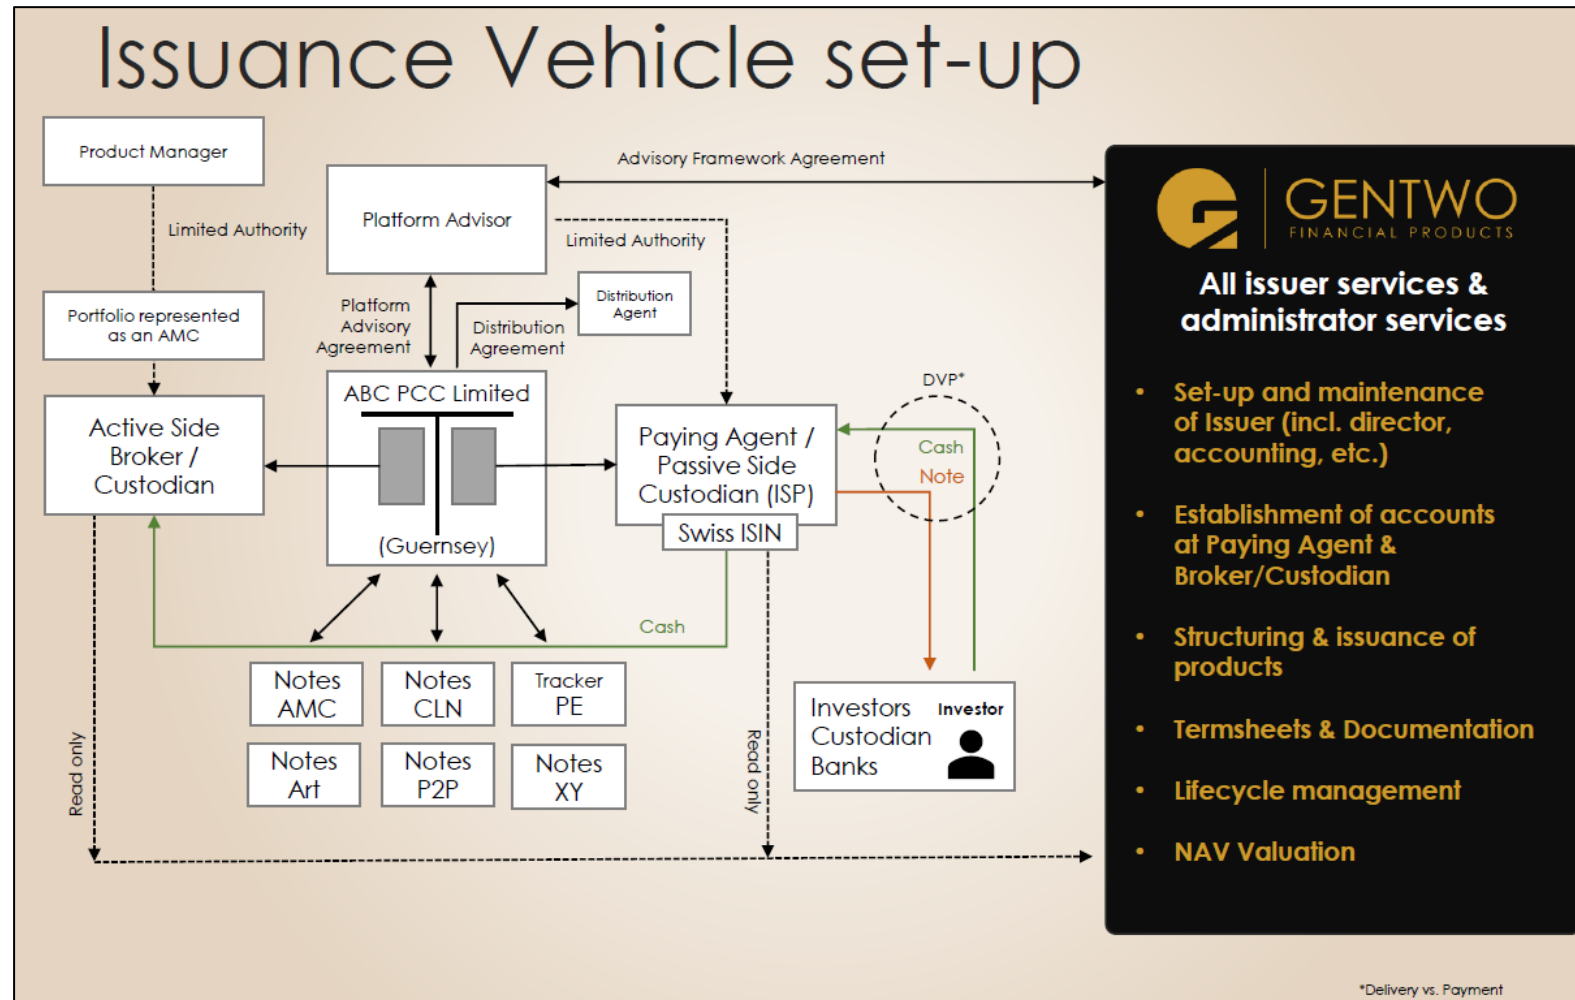 Issuance Vehicle set-up
Product Manager
Limited Authority
Portfolio represented
as an AMC
Active Side
Broker /
Custodian
Platform Advisor
Advisory Framework Agreement
Limited Authority
Platform
Advisory
Agreement
Distribution
Agreement
Distribution
Agent
ABC PCC Limited
(Guernsey)
Paying Agent /
Passive Side
Custodian (ISP)
Swiss ISIN
DVP*
Cash
Note
Cash
Notes
AMC
Notes
CLN
Tracker
PE
Notes
Art
Notes
P2P
Notes
XY
Investors
Custodian
Banks
Investor
Read only
Read only
GENTWO
FINANCIAL PRODUCTS
All issuer services &
administrator services
• Set-up and maintenance
of Issuer (incl. director,
accounting, etc.)
• Establishment of accounts
at Paying Agent &
Broker/Custodian
• Structuring & issuance of
products
• Termsheets & Documentation
• Lifecycle management
• NAV Valuation
*Delivery vs. Payment